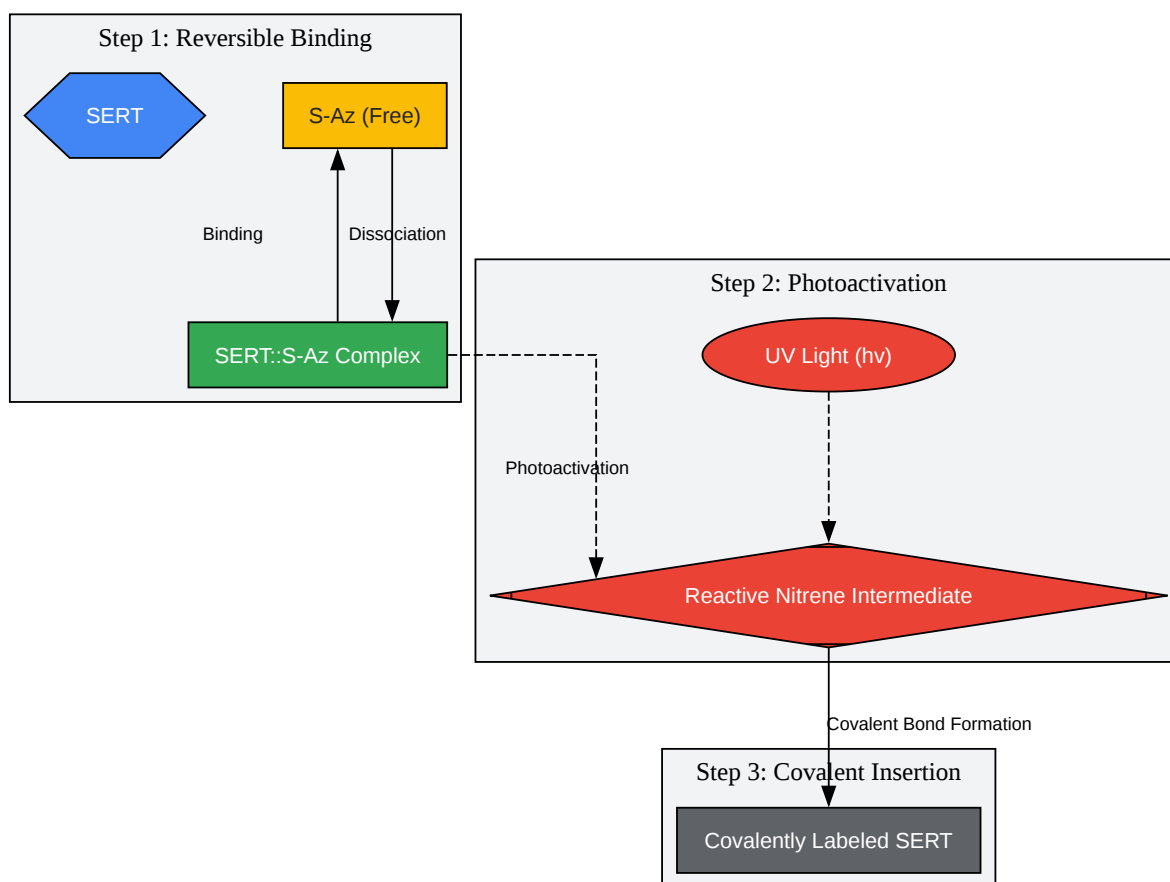 Step 1: Reversible Binding
SERT
S-Az (Free)
Binding
Dissociation
SERT::S-Az Complex
Step 2: Photoactivation
UV Light (hv)
Photoactivation
Reactive Nitrene Intermediate
Covalent Bond Formation
Step 3: Covalent Insertion
Covalently Labeled SERT